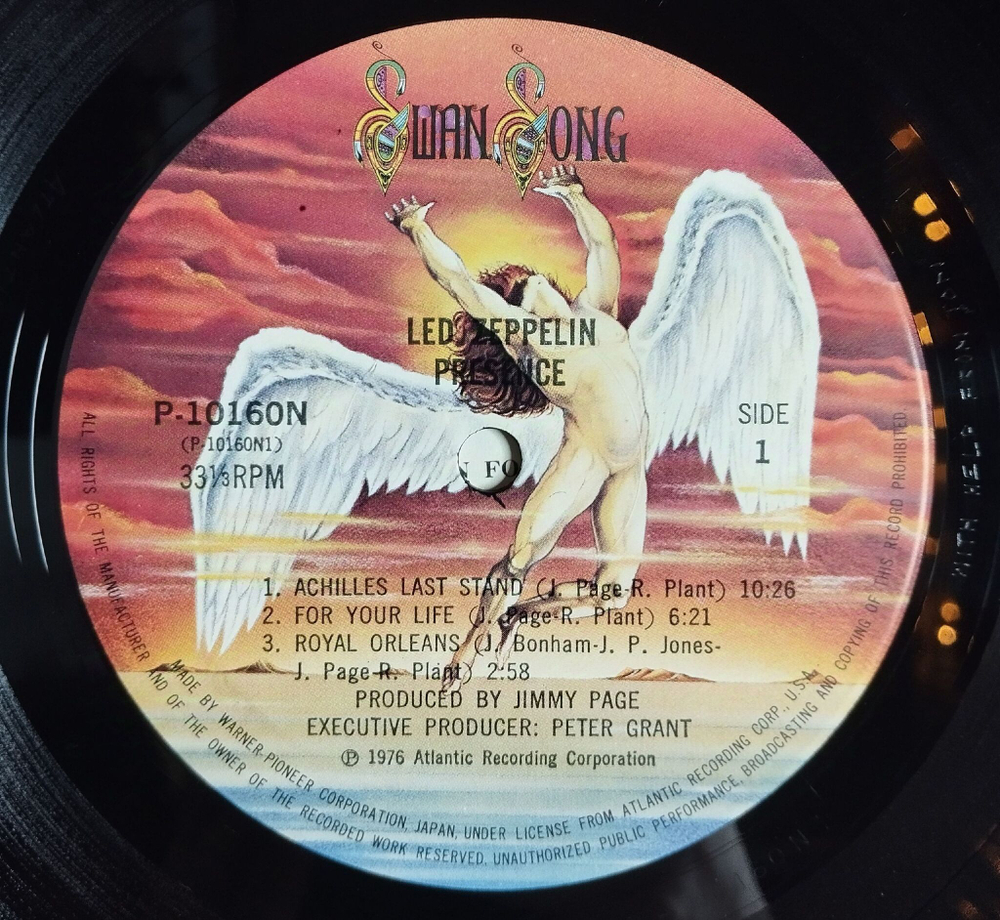 SWAN SONG
LED ZEPPELIN
PRESENCE
P-10160N
(P-10160N1)
33⅓RPM
SIDE
1
N FO
1. ACHILLES LAST STAND (J. Page-R. Plant) 10:26
2. FOR YOUR LIFE (J. Page-R. Plant) 6:21
3. ROYAL ORLEANS (J. Bonham-J. P. Jones-
J. Page-R. Plant) 2:58
PRODUCED BY JIMMY PAGE
EXECUTIVE PRODUCER: PETER GRANT
℗ 1976 Atlantic Recording Corporation
MADE BY WARNER-PIONEER CORPORATION, JAPAN, UNDER LICENSE FROM ATLANTIC RECORDING CORP., U.S.A.
ALL RIGHTS OF THE MANUFACTURER AND OF THE OWNER OF THE RECORDED WORK RESERVED. UNAUTHORIZED PUBLIC PERFORMANCE, BROADCASTING AND COPYING OF THIS RECORD PROHIBITED.